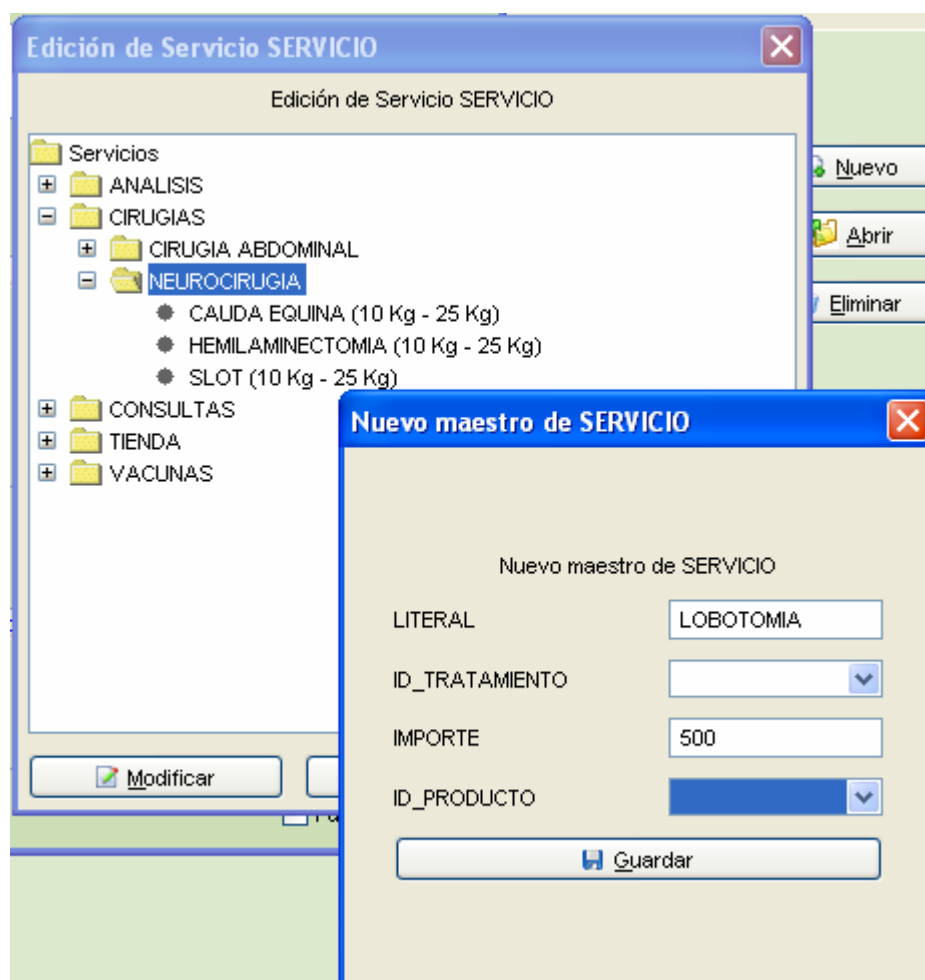 Edición de Servicio SERVICIO
Edición de Servicio SERVICIO
Servicios
ANALISIS
CIRUGIAS
CIRUGIA ABDOMINAL
NEUROCIRUGIA
CAUDA EQUINA (10 Kg - 25 Kg)
HEMILAMINECTOMIA (10 Kg - 25 Kg)
SLOT (10 Kg - 25 Kg)
CONSULTAS
TIENDA
VACUNAS
Modificar
Nuevo
Abrir
Eliminar
Nuevo maestro de SERVICIO
Nuevo maestro de SERVICIO
LITERAL LOBOTOMIA
ID_TRATAMIENTO
IMPORTE 500
ID_PRODUCTO
Guardar